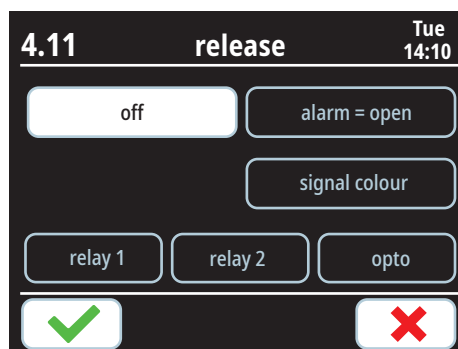 4.11 release Tue
14:10
off alarm = open
signal colour
relay 1 relay 2 opto